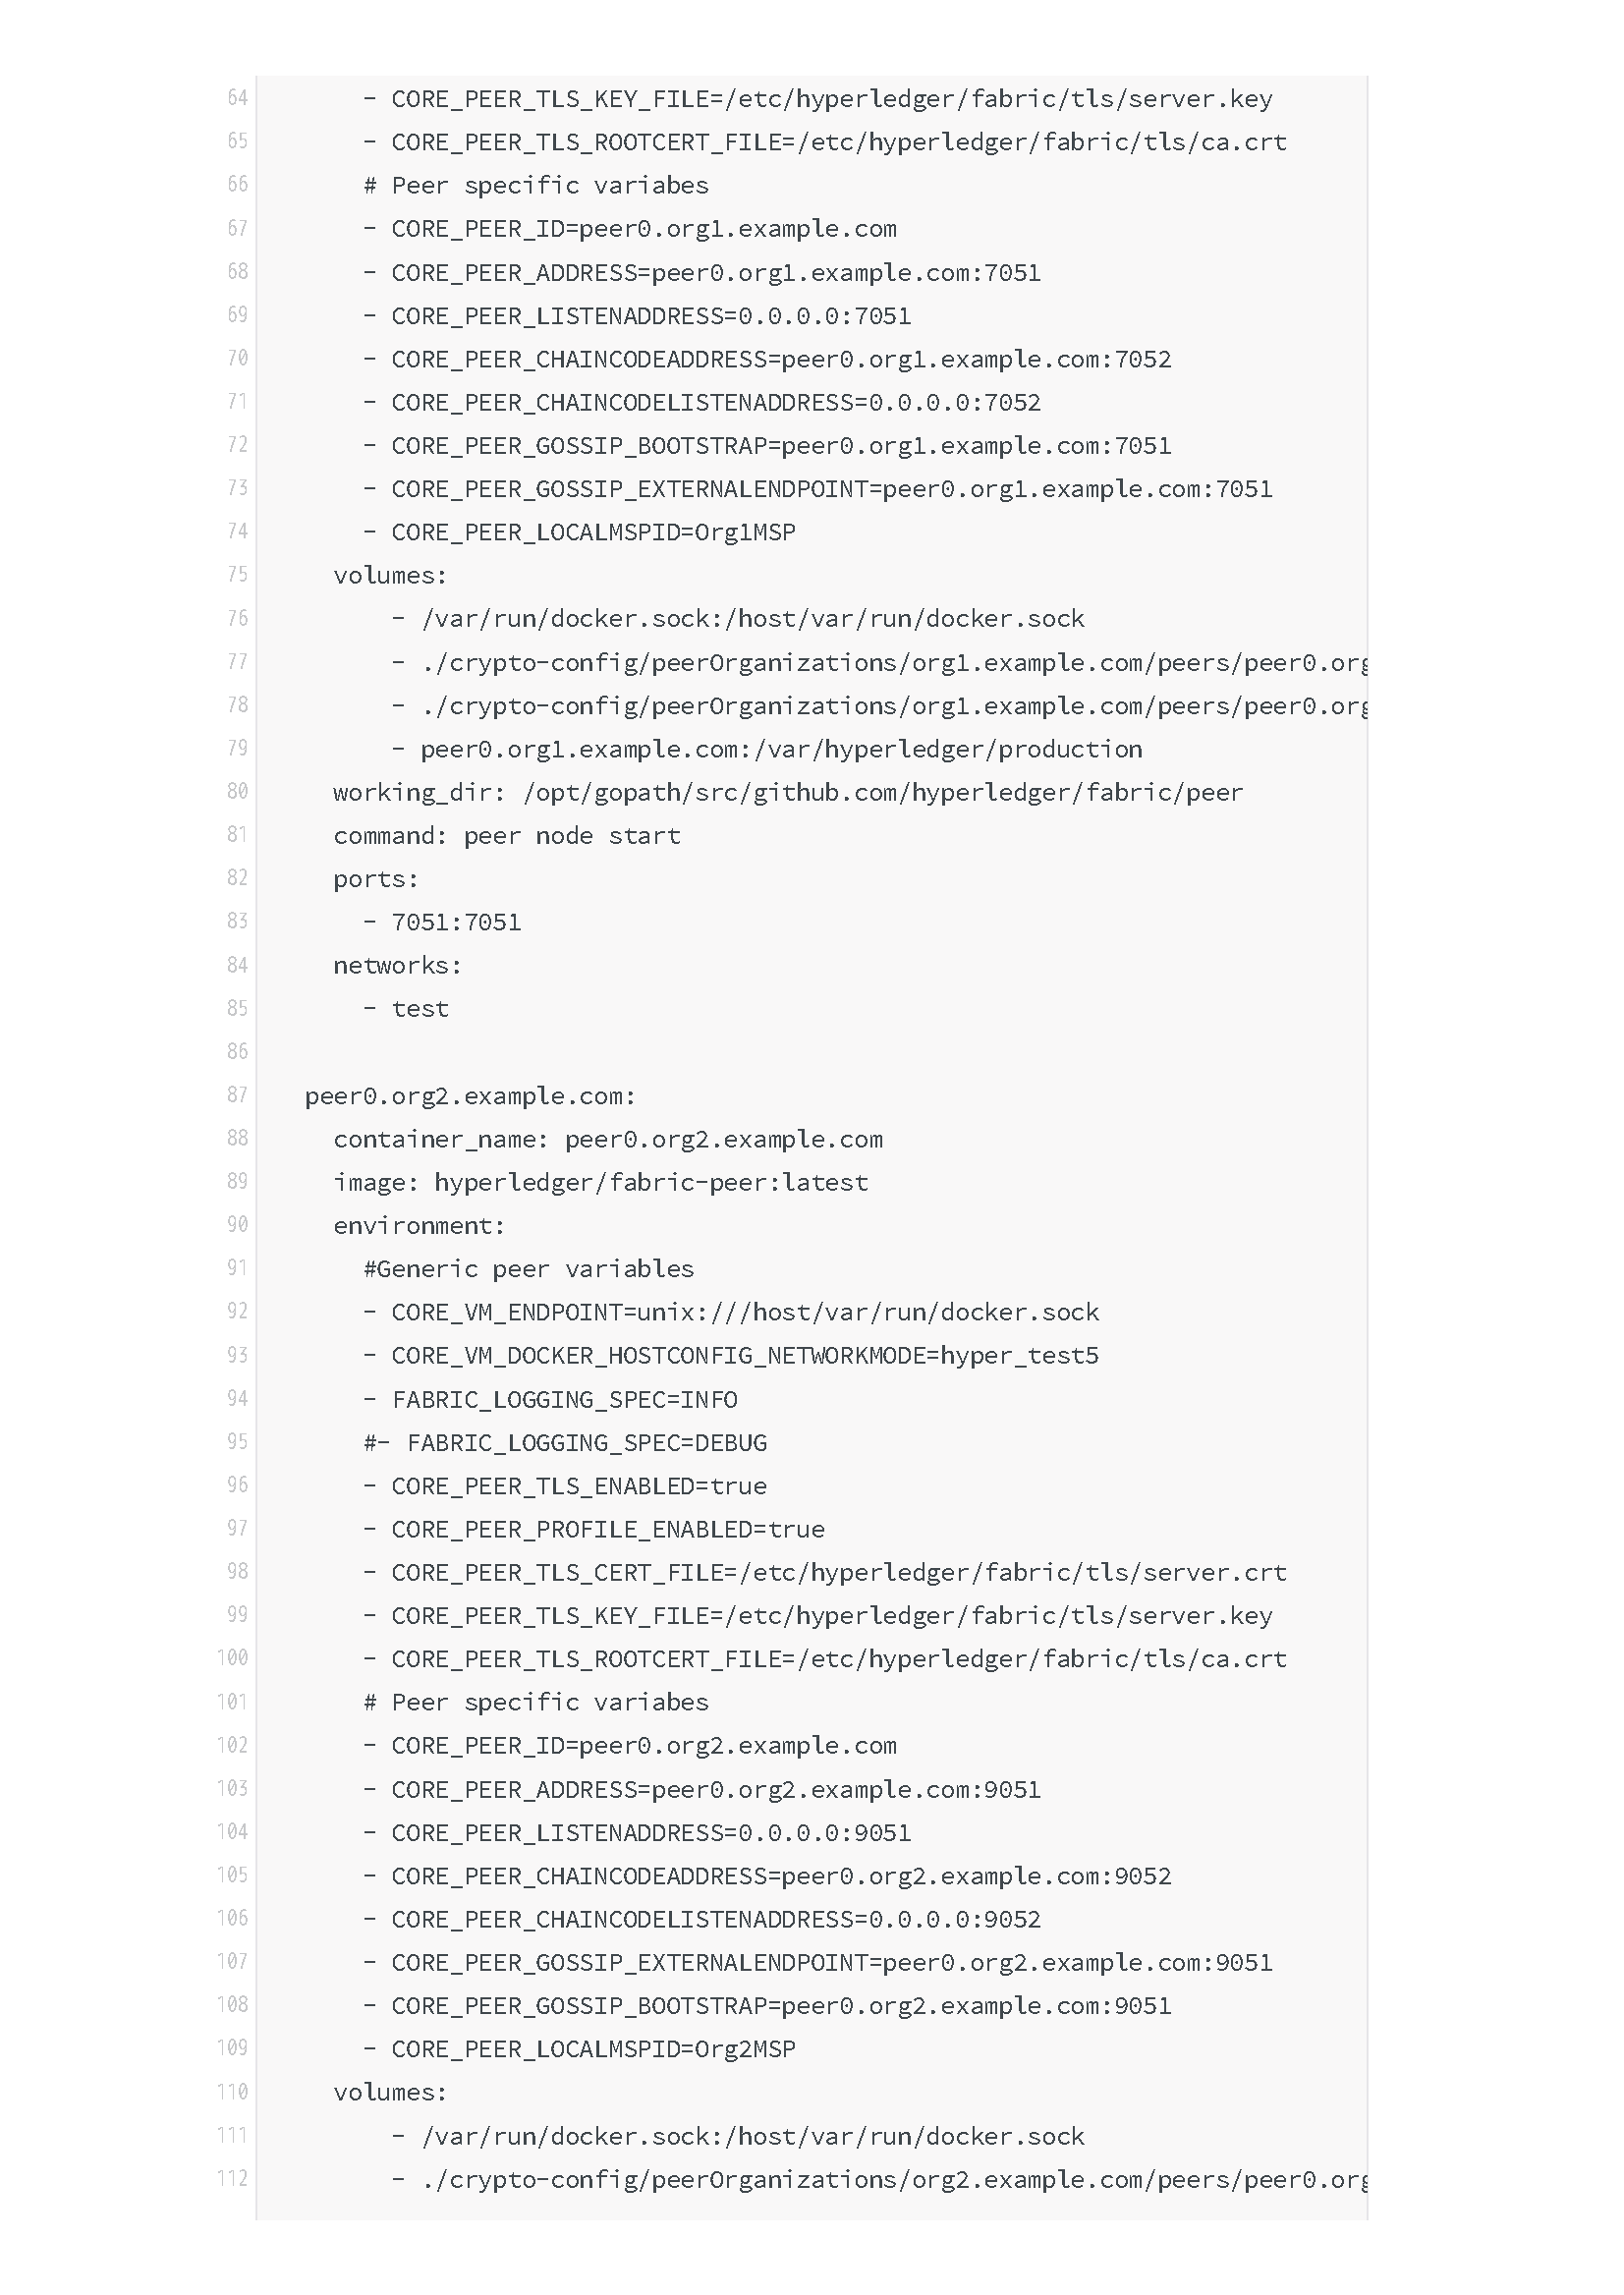 64 - CORE_PEER_TLS_KEY_FILE=/etc/hyperledger/fabric/tls/server.key
65 - CORE_PEER_TLS_ROOTCERT_FILE=/etc/hyperledger/fabric/tls/ca.crt
66 # Peer specific variabes
67 - CORE_PEER_ID=peer0.org1.example.com
68 - CORE_PEER_ADDRESS=peer0.org1.example.com:7051
69 - CORE_PEER_LISTENADDRESS=0.0.0.0:7051
70 - CORE_PEER_CHAINCODEADDRESS=peer0.org1.example.com:7052
71 - CORE_PEER_CHAINCODELISTENADDRESS=0.0.0.0:7052
72 - CORE_PEER_GOSSIP_BOOTSTRAP=peer0.org1.example.com:7051
73 - CORE_PEER_GOSSIP_EXTERNALENDPOINT=peer0.org1.example.com:7051
74 - CORE_PEER_LOCALMSPID=Org1MSP
75 volumes:
76 - /var/run/docker.sock:/host/var/run/docker.sock
77 - ./crypto-config/peerOrganizations/org1.example.com/peers/peer0.org
78 - ./crypto-config/peerOrganizations/org1.example.com/peers/peer0.org
79 - peer0.org1.example.com:/var/hyperledger/production
80 working_dir: /opt/gopath/src/github.com/hyperledger/fabric/peer
81 command: peer node start
82 ports:
83 - 7051:7051
84 networks:
85 - test
86
87 peer0.org2.example.com:
88 container_name: peer0.org2.example.com
89 image: hyperledger/fabric-peer:latest
90 environment:
91 #Generic peer variables
92 - CORE_VM_ENDPOINT=unix:///host/var/run/docker.sock
93 - CORE_VM_DOCKER_HOSTCONFIG_NETWORKMODE=hyper_test5
94 - FABRIC_LOGGING_SPEC=INFO
95 #- FABRIC_LOGGING_SPEC=DEBUG
96 - CORE_PEER_TLS_ENABLED=true
97 - CORE_PEER_PROFILE_ENABLED=true
98 - CORE_PEER_TLS_CERT_FILE=/etc/hyperledger/fabric/tls/server.crt
99 - CORE_PEER_TLS_KEY_FILE=/etc/hyperledger/fabric/tls/server.key
100 - CORE_PEER_TLS_ROOTCERT_FILE=/etc/hyperledger/fabric/tls/ca.crt
101 # Peer specific variabes
102 - CORE_PEER_ID=peer0.org2.example.com
103 - CORE_PEER_ADDRESS=peer0.org2.example.com:9051
104 - CORE_PEER_LISTENADDRESS=0.0.0.0:9051
105 - CORE_PEER_CHAINCODEADDRESS=peer0.org2.example.com:9052
106 - CORE_PEER_CHAINCODELISTENADDRESS=0.0.0.0:9052
107 - CORE_PEER_GOSSIP_EXTERNALENDPOINT=peer0.org2.example.com:9051
108 - CORE_PEER_GOSSIP_BOOTSTRAP=peer0.org2.example.com:9051
109 - CORE_PEER_LOCALMSPID=Org2MSP
110 volumes:
111 - /var/run/docker.sock:/host/var/run/docker.sock
112 - ./crypto-config/peerOrganizations/org2.example.com/peers/peer0.org